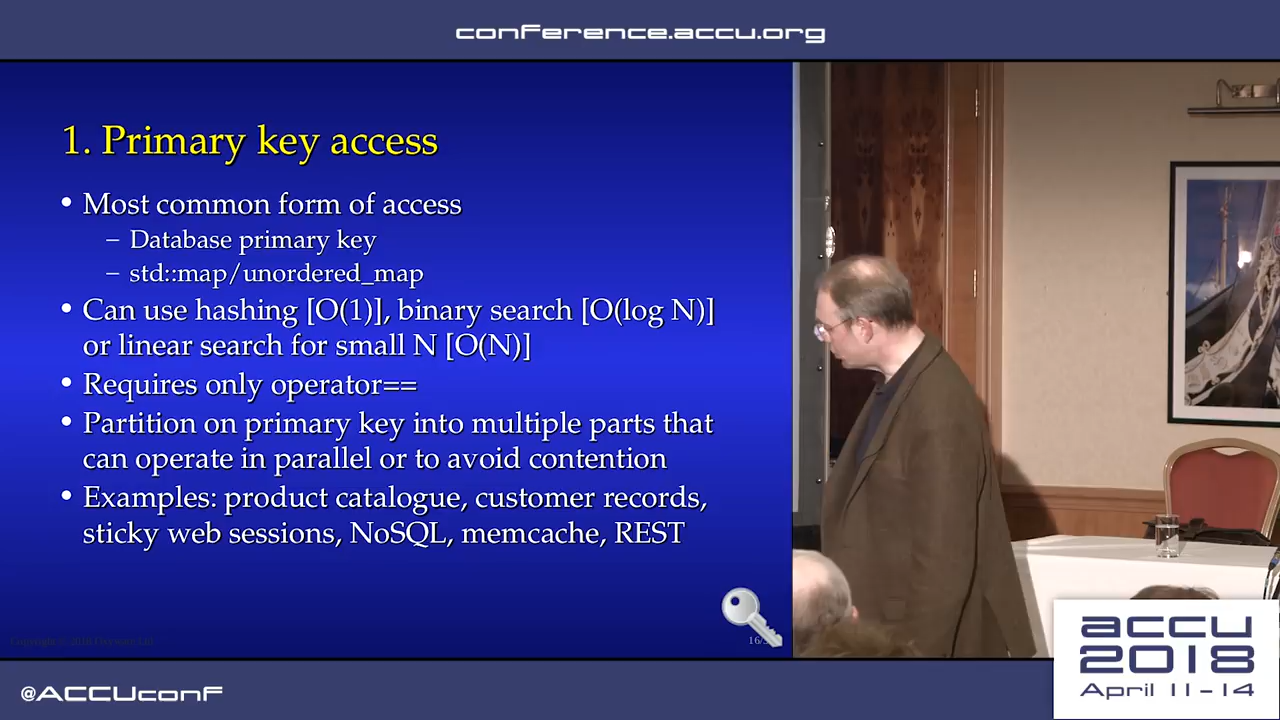 conference.accu.org
1. Primary key access
• Most common form of access
– Database primary key
– std::map/unordered_map
• Can use hashing [O(1)], binary search [O(log N)]
or linear search for small N [O(N)]
• Requires only operator==
• Partition on primary key into multiple parts that
can operate in parallel or to avoid contention
• Examples: product catalogue, customer records,
sticky web sessions, NoSQL, memcache, REST
accu
2018
April 11-14
@ACCUconf